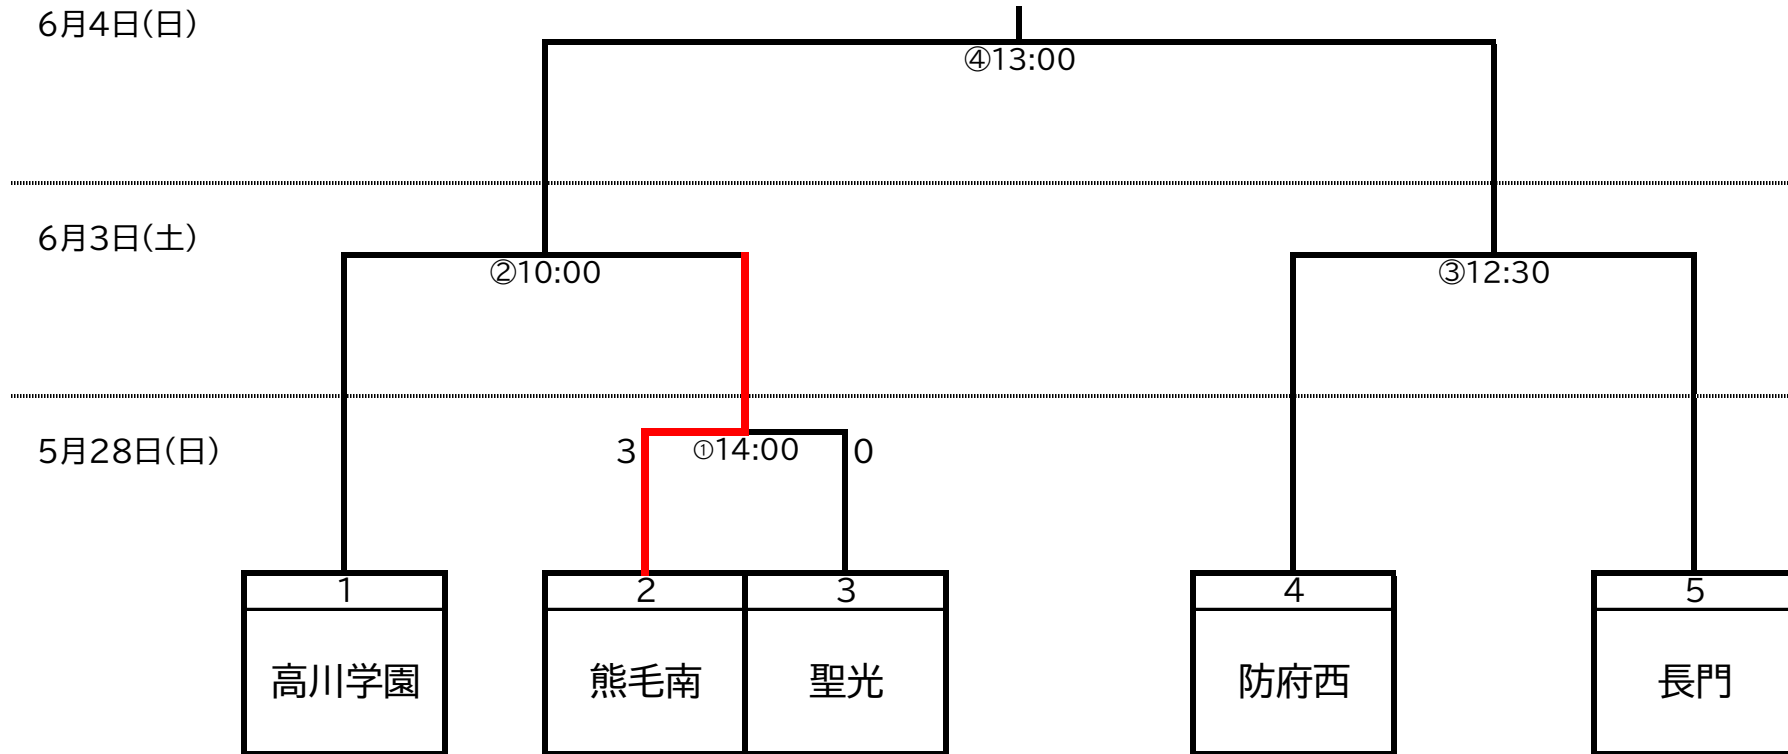 6月4日(日)
④13:00
6月3日(土)
②10:00
③12:30
5月28日(日)
3
①14:00
0
1
2
3
4
5
高川学園
熊毛南
聖光
防府西
長門